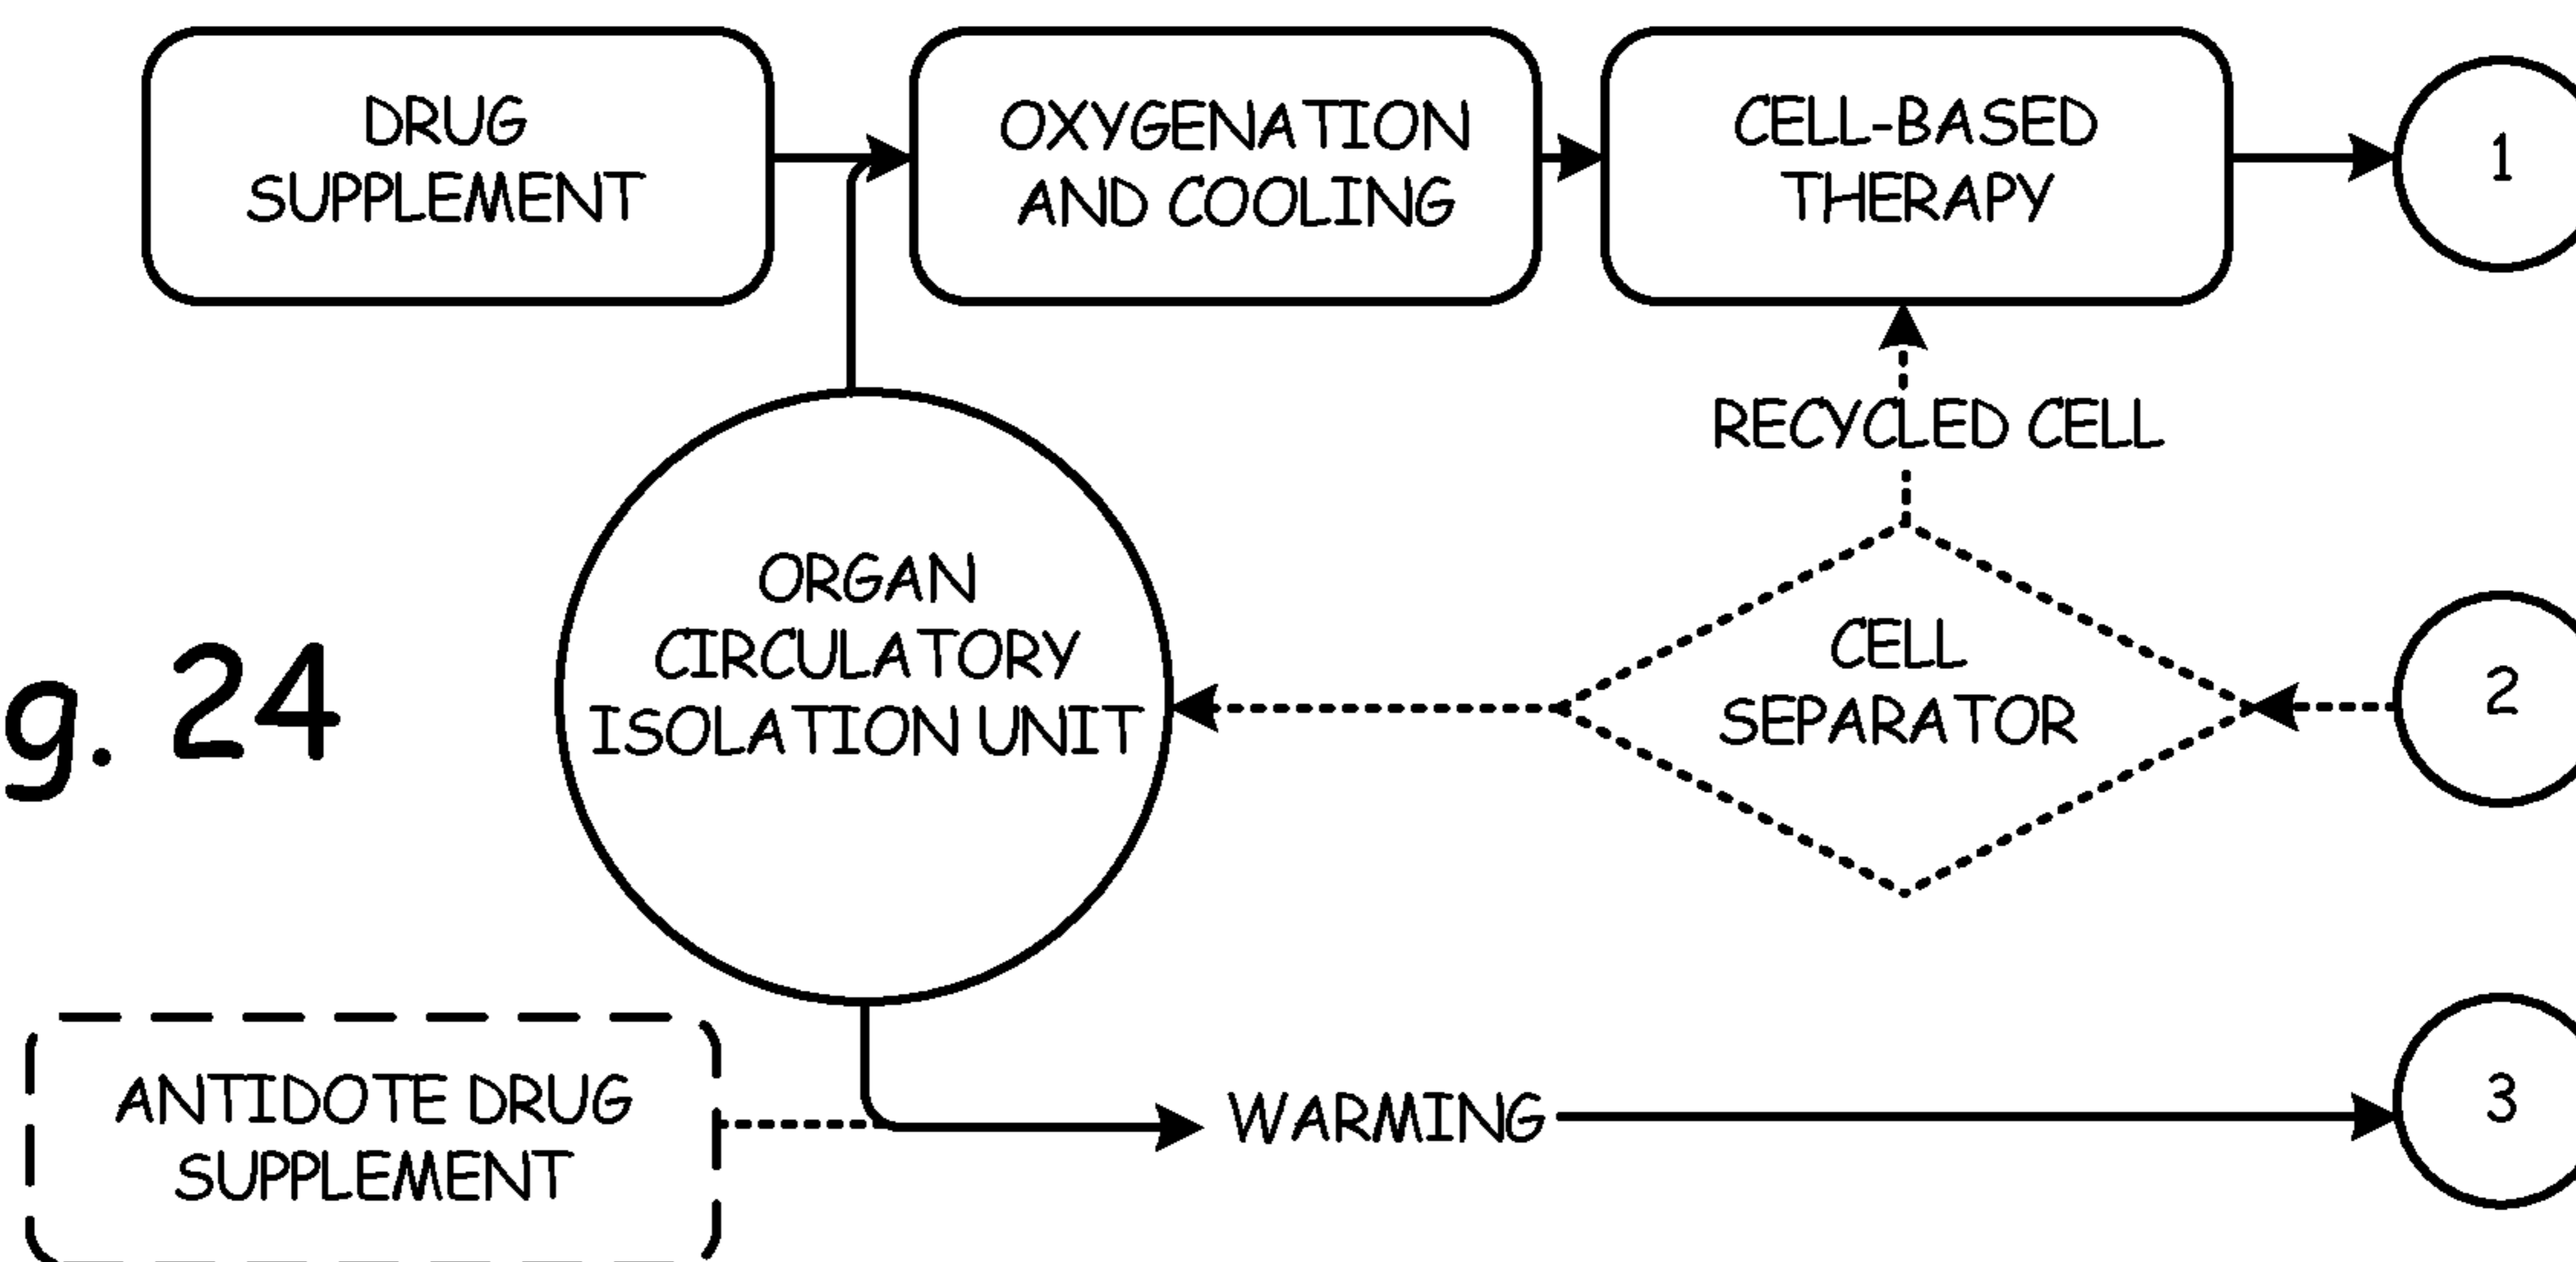 DRUG
SUPPLEMENT
OXYGENATION
AND COOLING
CELL-BASED
THERAPY
1
RECYCLED CELL
ORGAN
CIRCULATORY
ISOLATION UNIT
CELL
SEPARATOR
2
g. 24
ANTIDOTE DRUG
SUPPLEMENT
WARMING
3